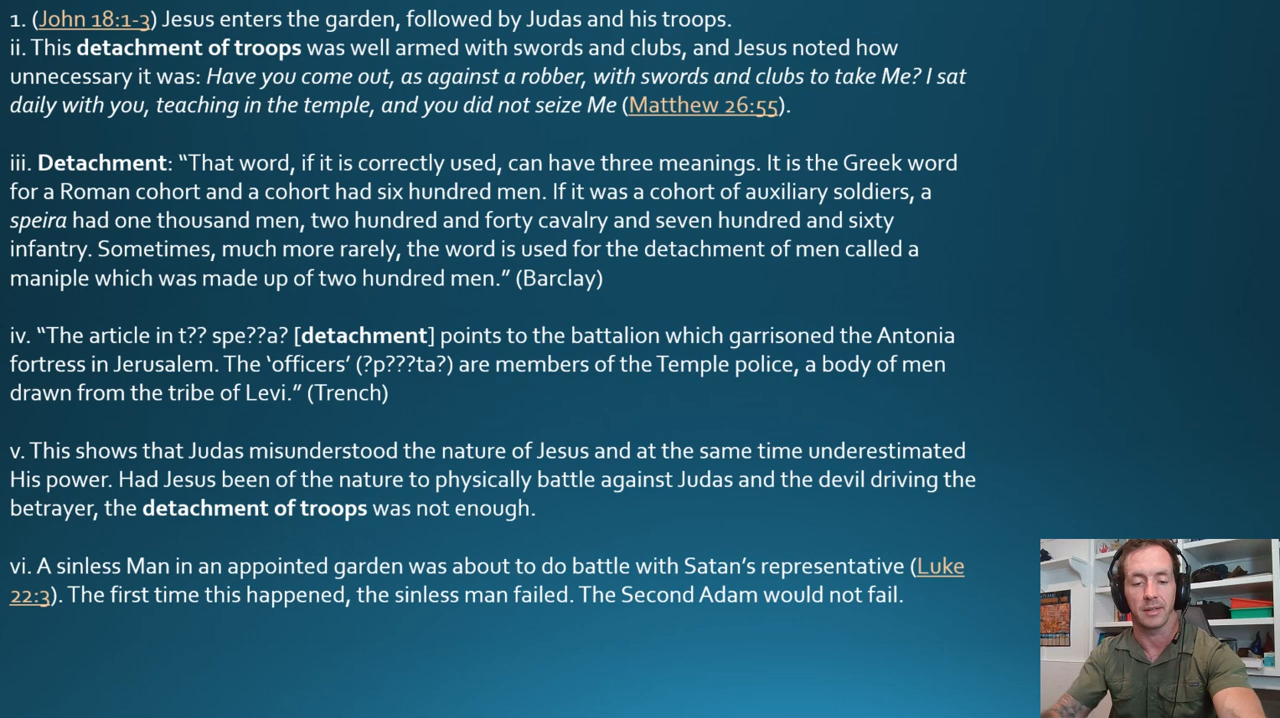 1. (John 18:1-3) Jesus enters the garden, followed by Judas and his troops.
ii. This detachment of troops was well armed with swords and clubs, and Jesus noted how
unnecessary it was: Have you come out, as against a robber, with swords and clubs to take Me? I sat
daily with you, teaching in the temple, and you did not seize Me (Matthew 26:55).
iii. Detachment: “That word, if it is correctly used, can have three meanings. It is the Greek word
for a Roman cohort and a cohort had six hundred men. If it was a cohort of auxiliary soldiers, a
speira had one thousand men, two hundred and forty cavalry and seven hundred and sixty
infantry. Sometimes, much more rarely, the word is used for the detachment of men called a
maniple which was made up of two hundred men.” (Barclay)
iv. “The article in t?? spe??a? [detachment] points to the battalion which garrisoned the Antonia
fortress in Jerusalem. The ‘officers’ (?p???ta?) are members of the Temple police, a body of men
drawn from the tribe of Levi.” (Trench)
v. This shows that Judas misunderstood the nature of Jesus and at the same time underestimated
His power. Had Jesus been of the nature to physically battle against Judas and the devil driving the
betrayer, the detachment of troops was not enough.
vi. A sinless Man in an appointed garden was about to do battle with Satan’s representative (Luke
22:3). The first time this happened, the sinless man failed. The Second Adam would not fail.